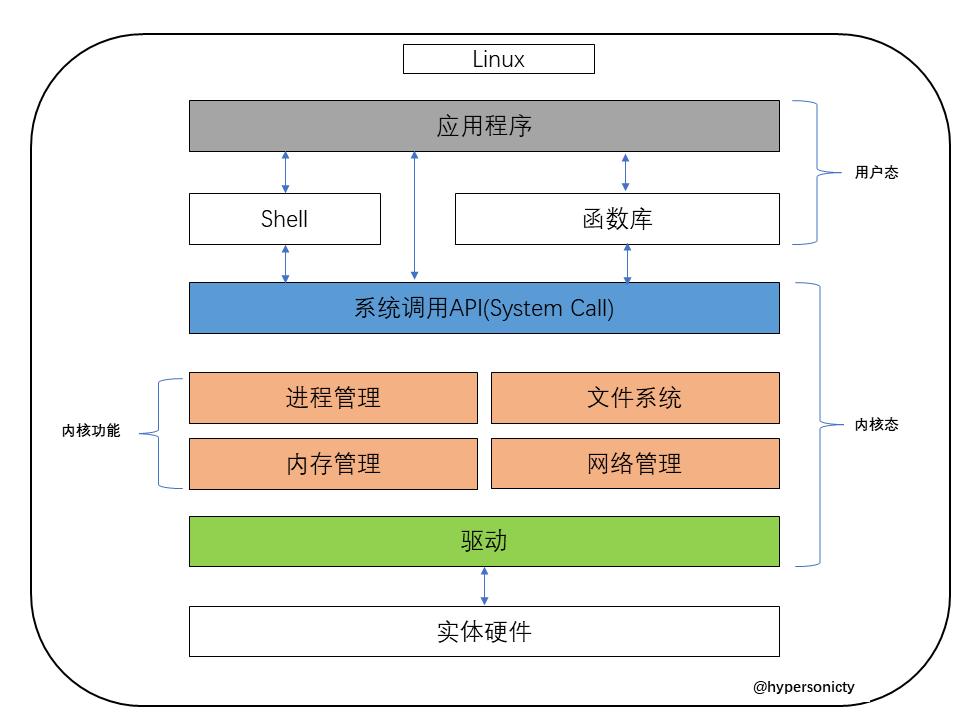 Linux
应用程序
用户态
Shell
函数库
系统调用API(System Call)
进程管理
文件系统
内核功能
内核态
内存管理
网络管理
驱动
实体硬件
@hypersonicty